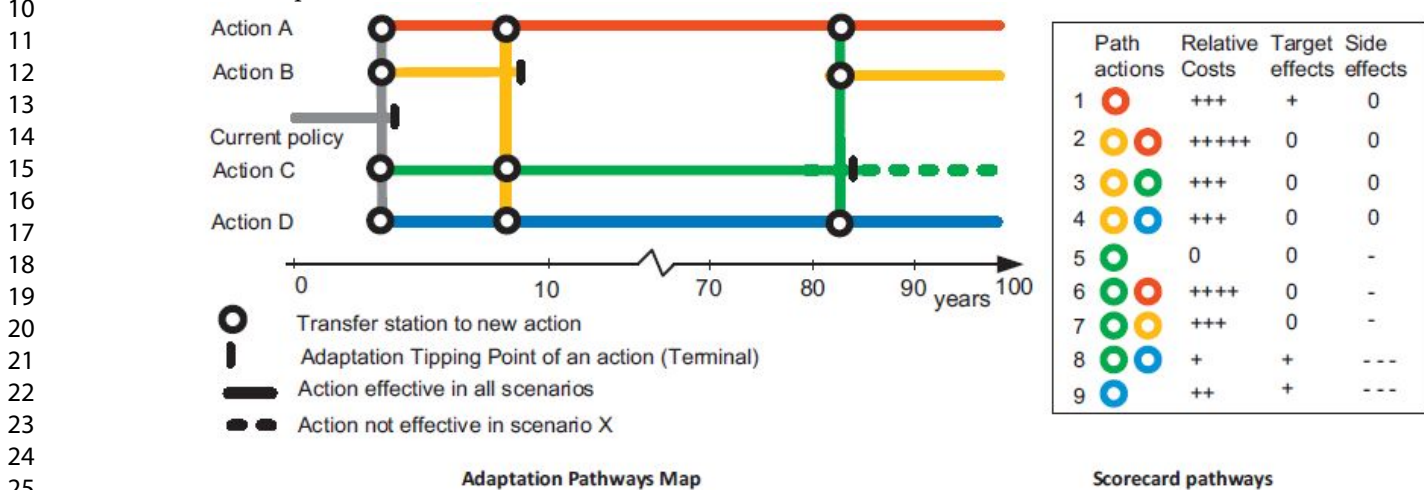 10
11
12
13
14
15
16
17
18
19
20
21
22
23
24
Action A
Action B
Current policy
Action C
Action D
0 10 70 80 90 years 100
Transfer station to new action
Adaptation Tipping Point of an action (Terminal)
Action effective in all scenarios
Action not effective in scenario X
Adaptation Pathways Map
Path actions Relative Costs Target effects Side effects
1 +++ + 0
2 +++++ 0 0
3 +++ 0 0
4 +++ 0 0
5 0 0 -
6 ++++ 0 -
7 +++ 0 -
8 + + ---
9 ++ + ---
Scorecard pathways